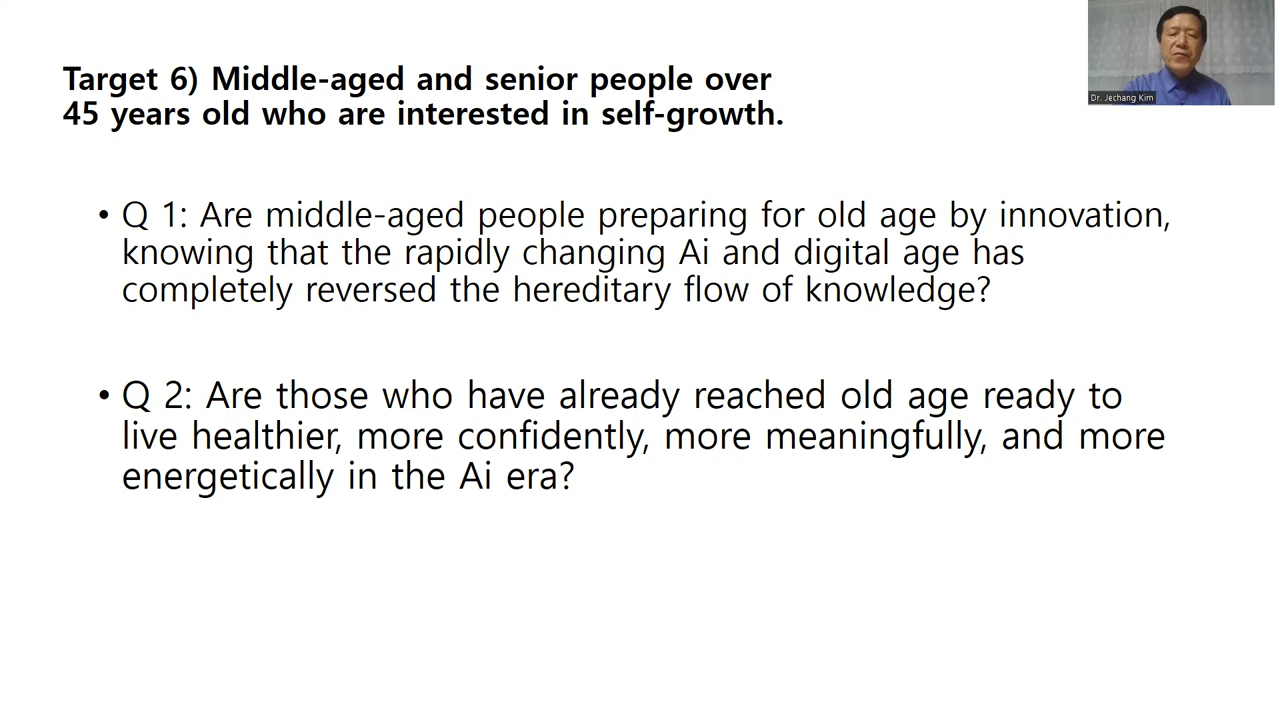 Target 6) Middle-aged and senior people over
45 years old who are interested in self-growth.
Dr. Jechang Kim
• Q 1: Are middle-aged people preparing for old age by innovation,
knowing that the rapidly changing Ai and digital age has
completely reversed the hereditary flow of knowledge?
• Q 2: Are those who have already reached old age ready to
live healthier, more confidently, more meaningfully, and more
energetically in the Ai era?